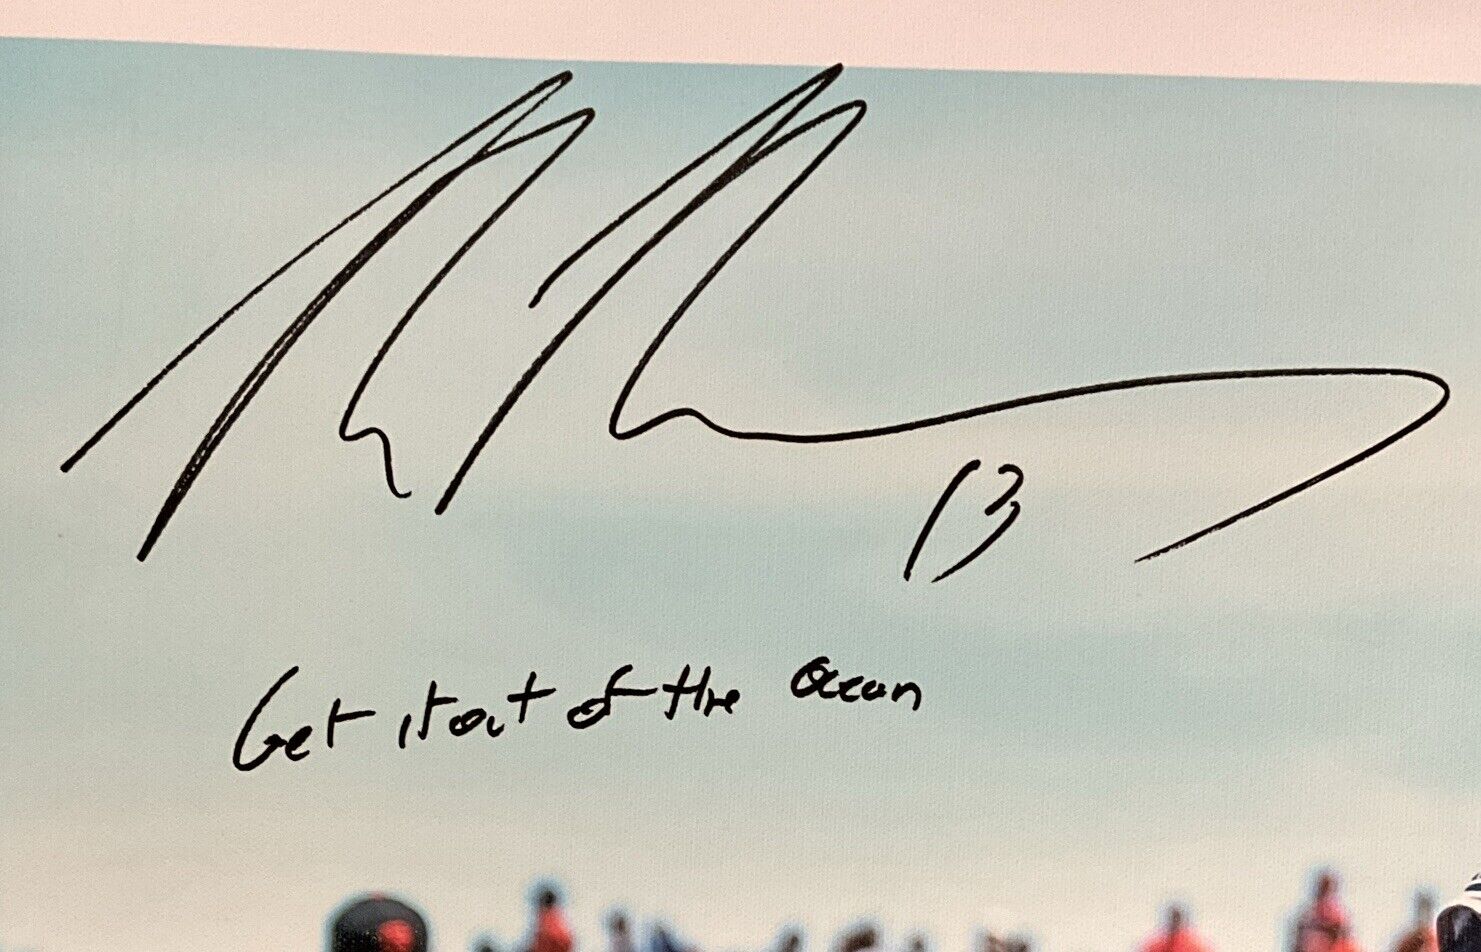 13
Get it out of the Ocean